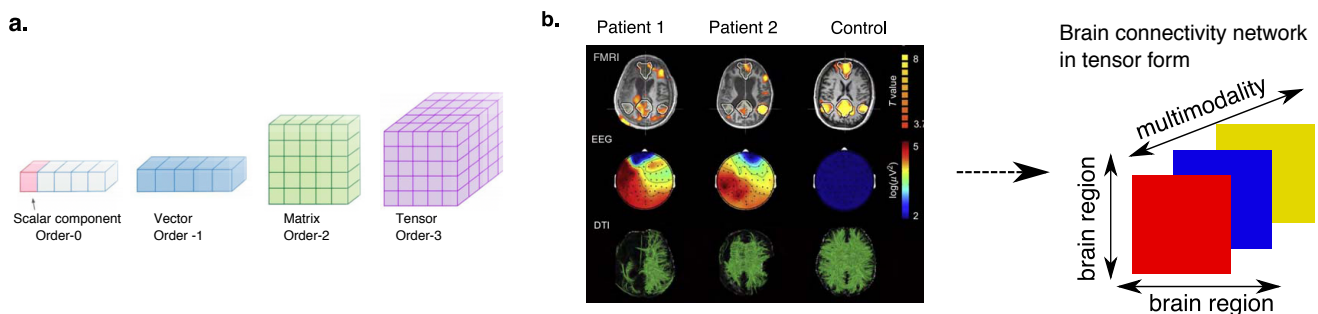 a.
Scalar component
Order-0
Vector
Order -1
Matrix
Order-2
Tensor
Order-3
b.
Patient 1
Patient 2
Control
FMRI
8
T value
3.7
EEG
5
log(μV²)
2
DTI
Brain connectivity network
in tensor form
multimodality
brain region
brain region